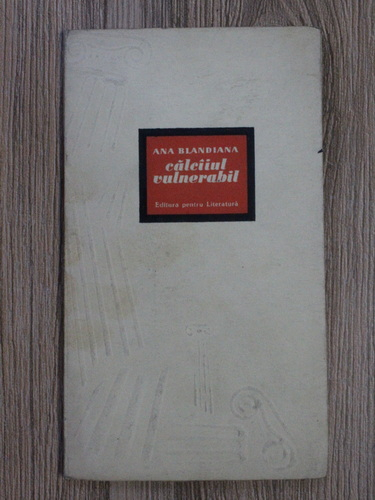 ANA BLANDIANA
călcîiul
vulnerabil
Editura pentru Literatură